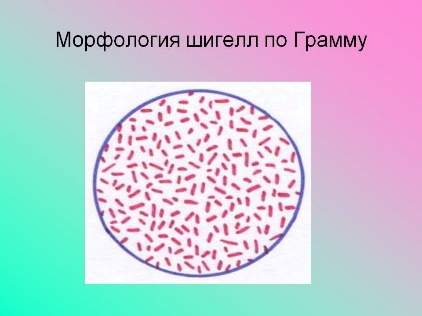 Морфология шигелл по Грамму